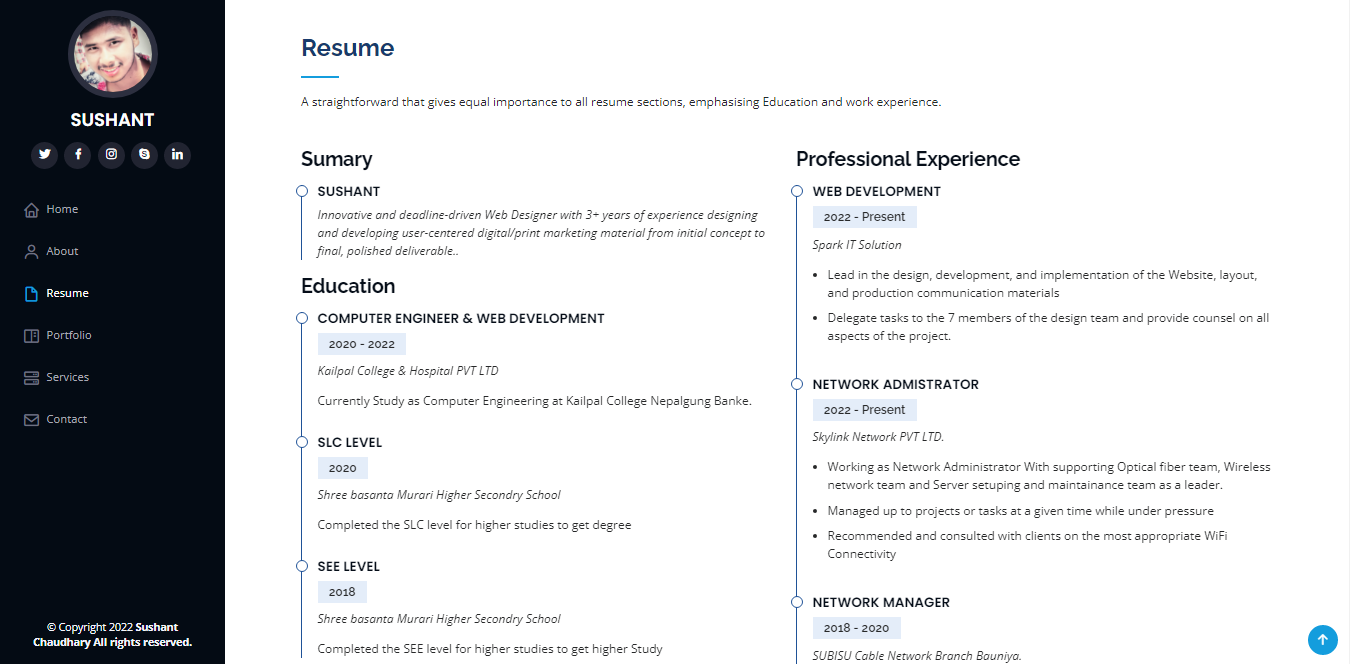 SUSHANT
Home
About
Resume
Portfolio
Services
Contact
© Copyright 2022 Sushant
Chaudhary All rights reserved.
Resume
A straightforward that gives equal importance to all resume sections, emphasising Education and work experience.
Sumary
SUSHANT
Innovative and deadline-driven Web Designer with 3+ years of experience designing
and developing user-centered digital/print marketing material from initial concept to
final, polished deliverable..
Education
COMPUTER ENGINEER & WEB DEVELOPMENT
2020 - 2022
Kailpal College & Hospital PVT LTD
Currently Study as Computer Engineering at Kailpal College Nepalgung Banke.
SLC LEVEL
2020
Shree basanta Murari Higher Secondry School
Completed the SLC level for higher studies to get degree
SEE LEVEL
2018
Shree basanta Murari Higher Secondry School
Completed the SEE level for higher studies to get higher Study
Professional Experience
WEB DEVELOPMENT
2022 - Present
Spark IT Solution
• Lead in the design, development, and implementation of the Website, layout,
and production communication materials
• Delegate tasks to the 7 members of the design team and provide counsel on all
aspects of the project.
NETWORK ADMISTRATOR
2022 - Present
Skylink Network PVT LTD.
• Working as Network Administrator With supporting Optical fiber team, Wireless
network team and Server setuping and maintainance team as a leader.
• Managed up to projects or tasks at a given time while under pressure
• Recommended and consulted with clients on the most appropriate WiFi
Connectivity
NETWORK MANAGER
2018 - 2020
SUBISU Cable Network Branch Bauniya.